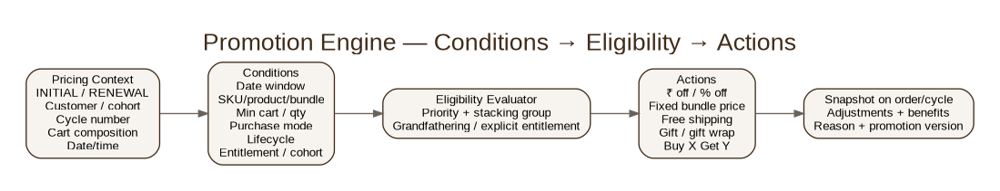 Promotion Engine — Conditions → Eligibility → Actions
Pricing Context
INITIAL / RENEWAL
Customer / cohort
Cycle number
Cart composition
Date/time
Conditions
Date window
SKU/product/bundle
Min cart / qty
Purchase mode
Lifecycle
Entitlement / cohort
Eligibility Evaluator
Priority + stacking group
Grandfathering / explicit entitlement
Actions
₹ off / % off
Fixed bundle price
Free shipping
Gift / gift wrap
Buy X Get Y
Snapshot on order/cycle
Adjustments + benefits
Reason + promotion version